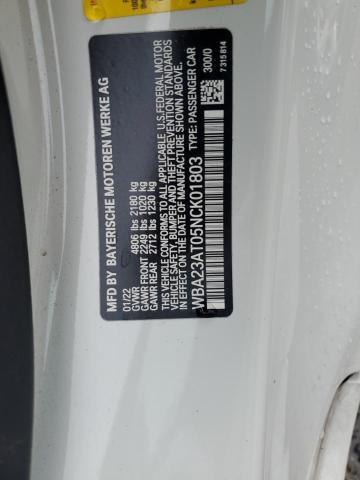 MFD BY BAYERISCHE MOTOREN WERKE AG
01/22
GVWR 4806 lbs 2180 kg
GAWR FRONT 2249 lbs 1020 kg
GAWR REAR 2712 lbs 1230 kg
THIS VEHICLE CONFORMS TO ALL APPLICABLE U.S.FEDERAL MOTOR
VEHICLE SAFETY, BUMPER, AND THEFT PREVENTION STANDARDS
IN EFFECT ON THE DATE OF MANUFACTURE SHOWN ABOVE.
WBA23AT05NCK01803 TYPE: PASSENGER CAR
300/0
7 315 814